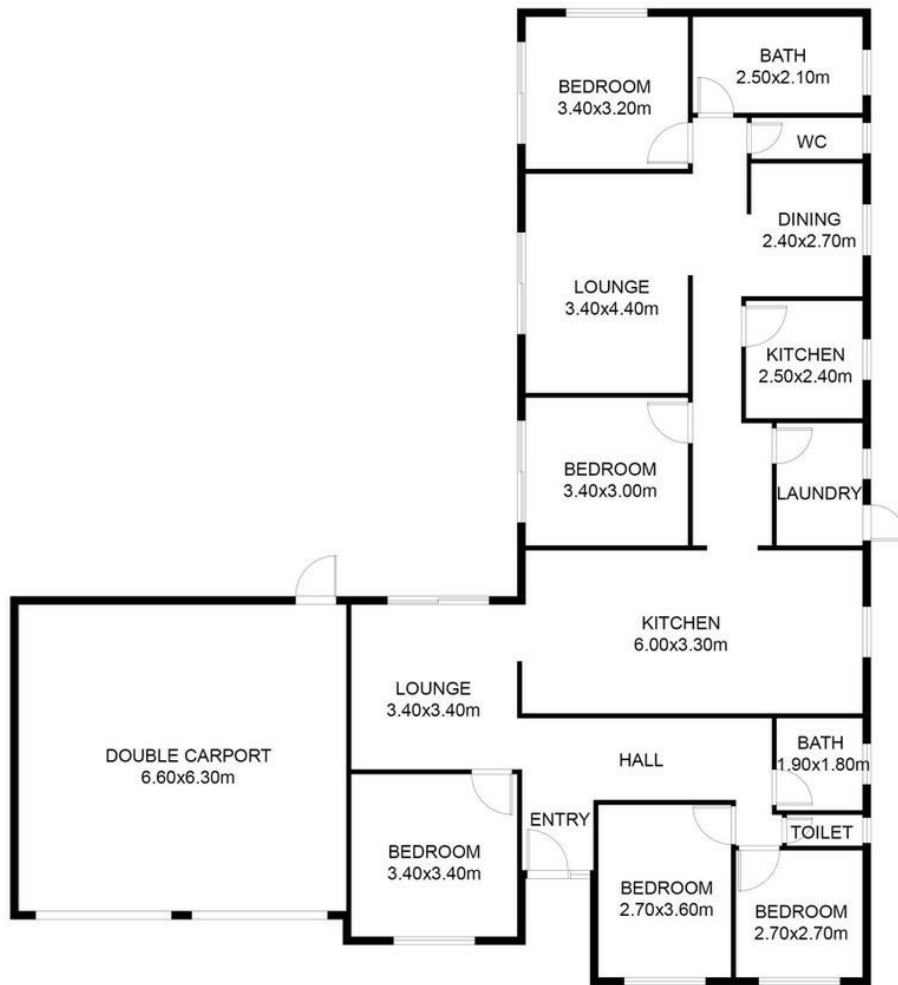 BEDROOM
3.40x3.20m
BATH
2.50x2.10m
WC
DINING
2.40x2.70m
LOUNGE
3.40x4.40m
KITCHEN
2.50x2.40m
BEDROOM
3.40x3.00m
LAUNDRY
KITCHEN
6.00x3.30m
LOUNGE
3.40x3.40m
DOUBLE CARPORT
6.60x6.30m
HALL
BATH
1.90x1.80m
ENTRY
TOILET
BEDROOM
3.40x3.40m
BEDROOM
2.70x3.60m
BEDROOM
2.70x2.70m